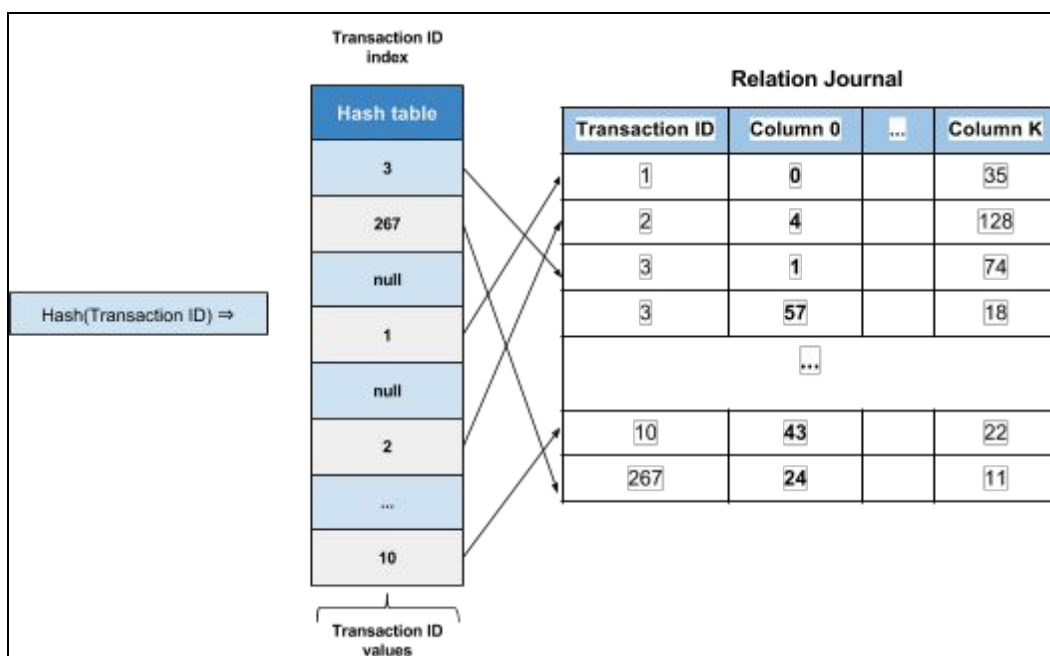 Transaction ID
index
Hash table
3
267
null
1
null
2
...
10
Transaction ID
values
Hash(Transaction ID) ⇒
Relation Journal
Transaction ID Column 0 ... Column K
1 0 35
2 4 128
3 1 74
3 57 18
...
10 43 22
267 24 11